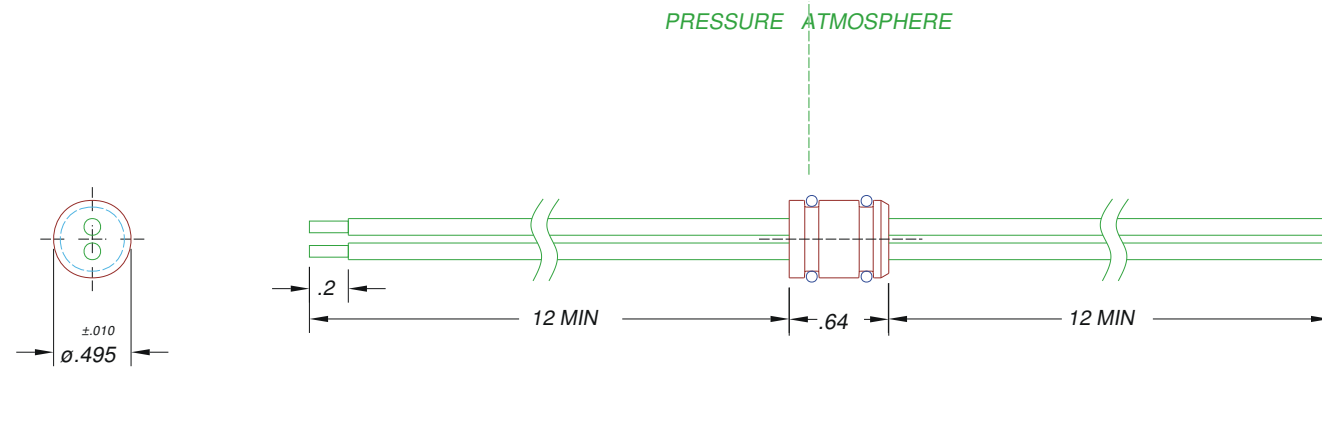 PRESSURE ATMOSPHERE
.2
12 MIN
.64
12 MIN
±.010
ø.495